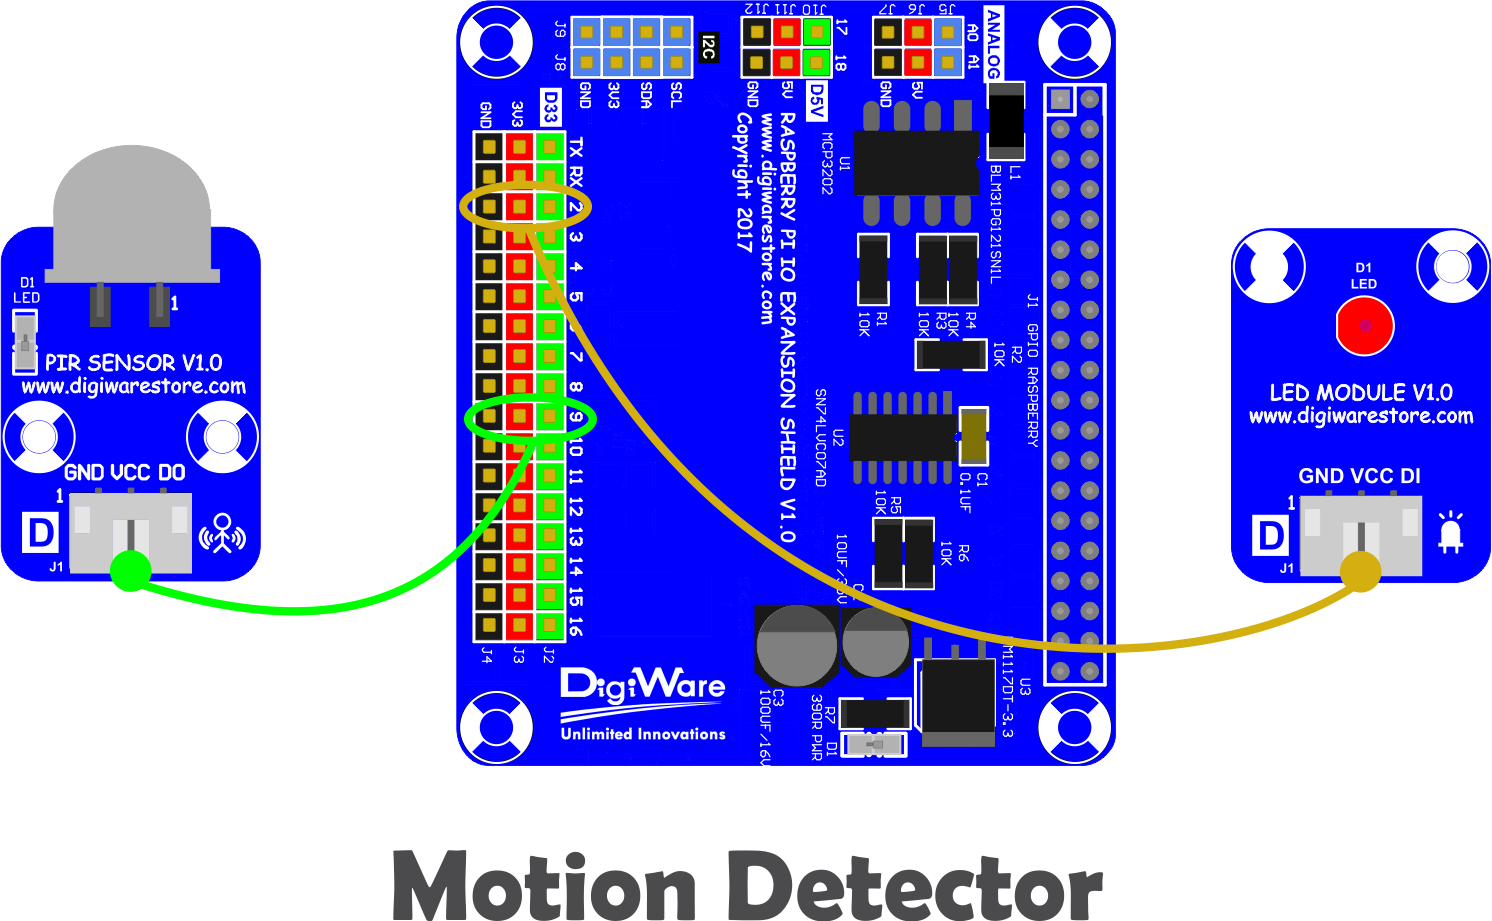 D1
LED
1
PIR SENSOR V1.0
www.digiwarestore.com
GND VCC DO
1
D
J1
J9
J8
I2C
GND
3V3
SDA
SCL
J12
J11
J10
17
18
GND
5V
D5V
J7
J6
J5
A0
A1
ANALOG
GND
5V
GND
3V3
D33
TX
RX
2
3
4
5
7
8
9
10
11
12
13
14
15
16
J4
J3
J2
RASPBERRY PI IO EXPANSION SHIELD V1.0
www.digiwarestore.com
Copyright 2017
MCP3202
U1
L1
BLM31PG121SN1L
10K
R1
10K
R3
10K
R4
R2
10K
J1 GPIO RASPBERRY
SN74LVC07AD
U2
C1
0.1UF
R5
10K
R6
10K
C3
100UF/16V
R7
390R
D1
PWR
U3
DigiWare
Unlimited Innovations
D1
LED
LED MODULE V1.0
www.digiwarestore.com
GND VCC DI
1
D
J1
Motion Detector